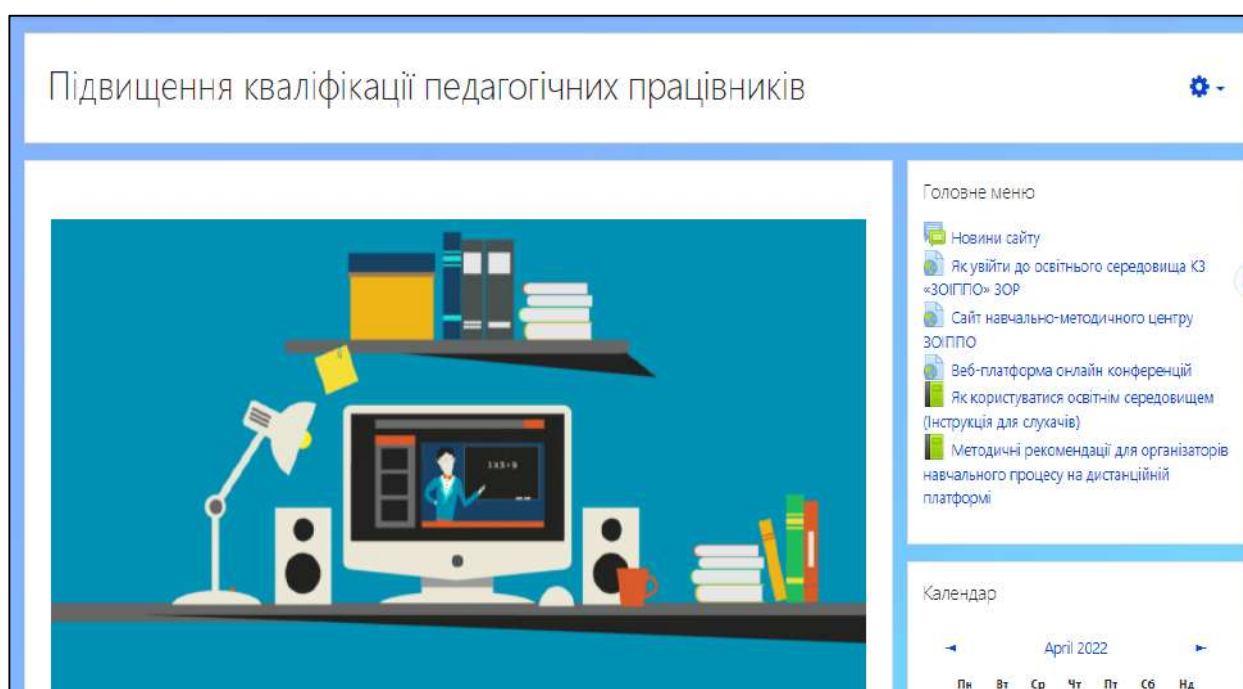 Підвищення кваліфікації педагогічних працівників
Головне меню
Новини сайту
Як увійти до освітнього середовища КЗ
«ЗОІППО» ЗОР
Сайт навчально-методичного центру
ЗОІППО
Веб-платформа онлайн конференцій
Як користуватися освітнім середовищем
(Інструкція для слухачів)
Методичні рекомендації для організаторів
навчального процесу на дистанційній
платформі
Календар
◄ April 2022 ►
Пн Вт Ср Чт Пт Сб Нд